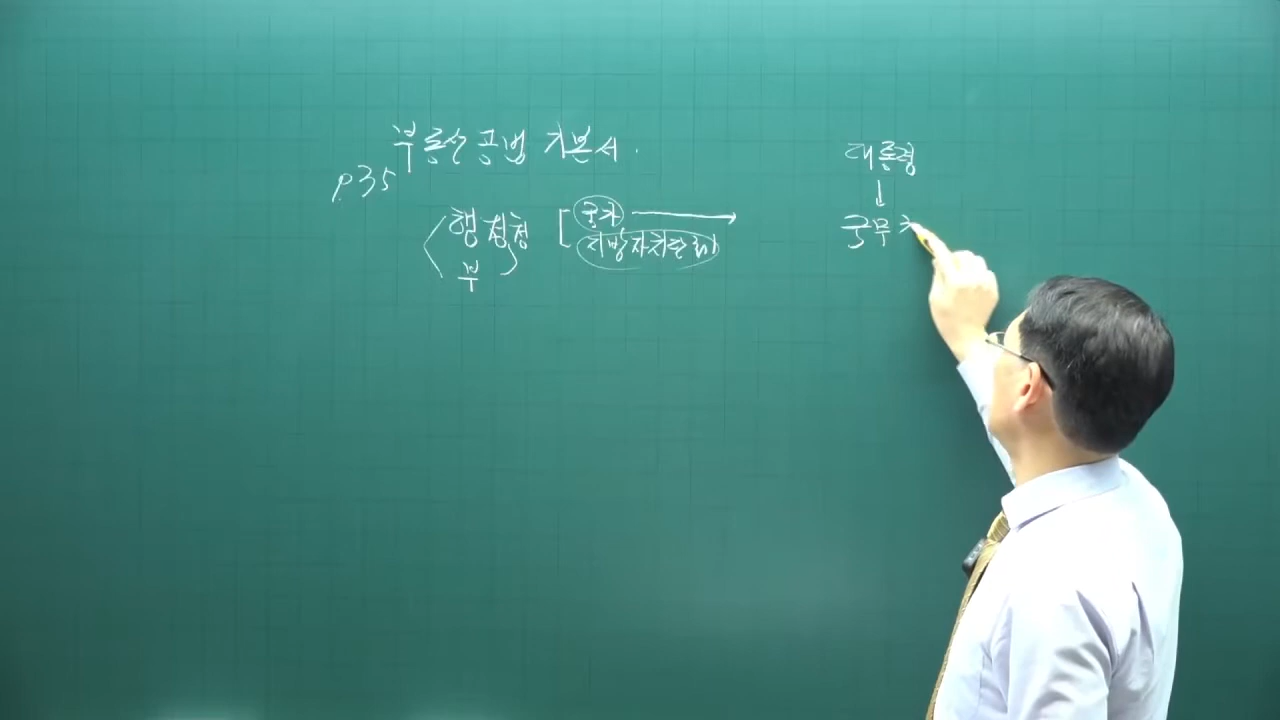 부동산공법 기본서.
p.35
행정청 [ 국가 →
지방자치단체
부
대통령
↓
국무